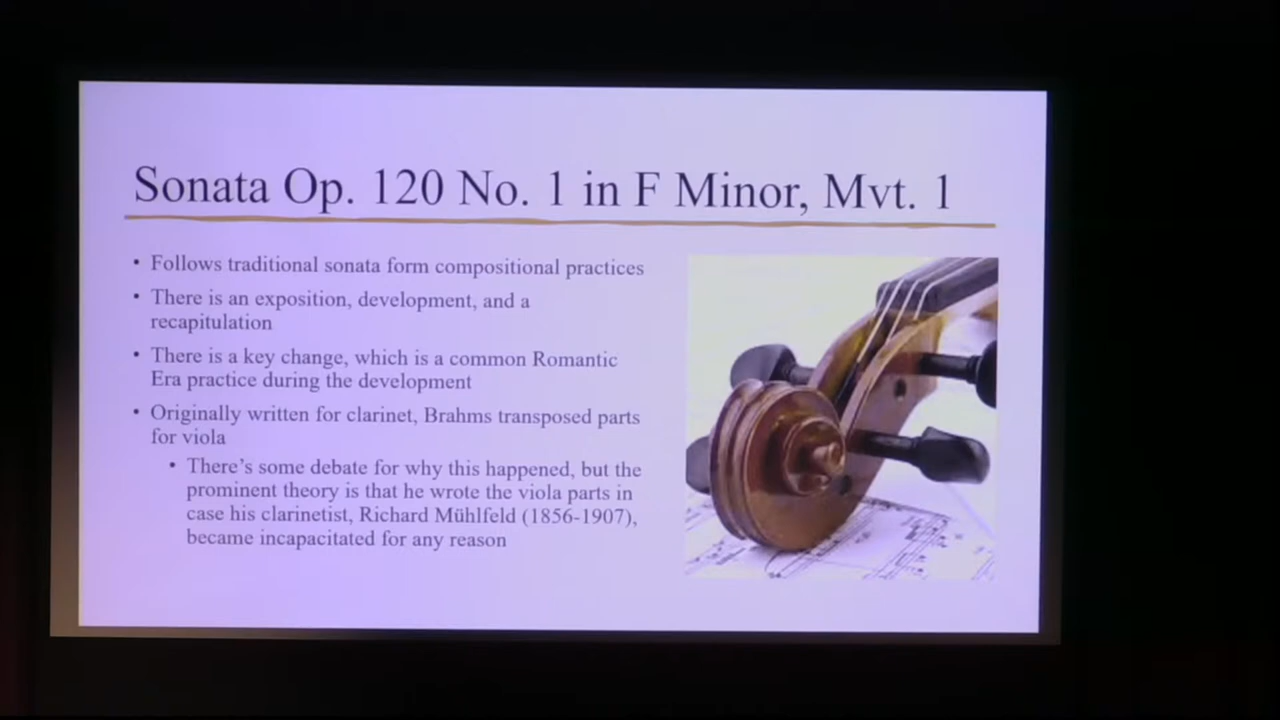 Sonata Op. 120 No. 1 in F Minor, Mvt. 1
• Follows traditional sonata form compositional practices
• There is an exposition, development, and a
recapitulation
• There is a key change, which is a common Romantic
Era practice during the development
• Originally written for clarinet, Brahms transposed parts
for viola
• There's some debate for why this happened, but the
prominent theory is that he wrote the viola parts in
case his clarinetist, Richard Mühlfeld (1856-1907),
became incapacitated for any reason